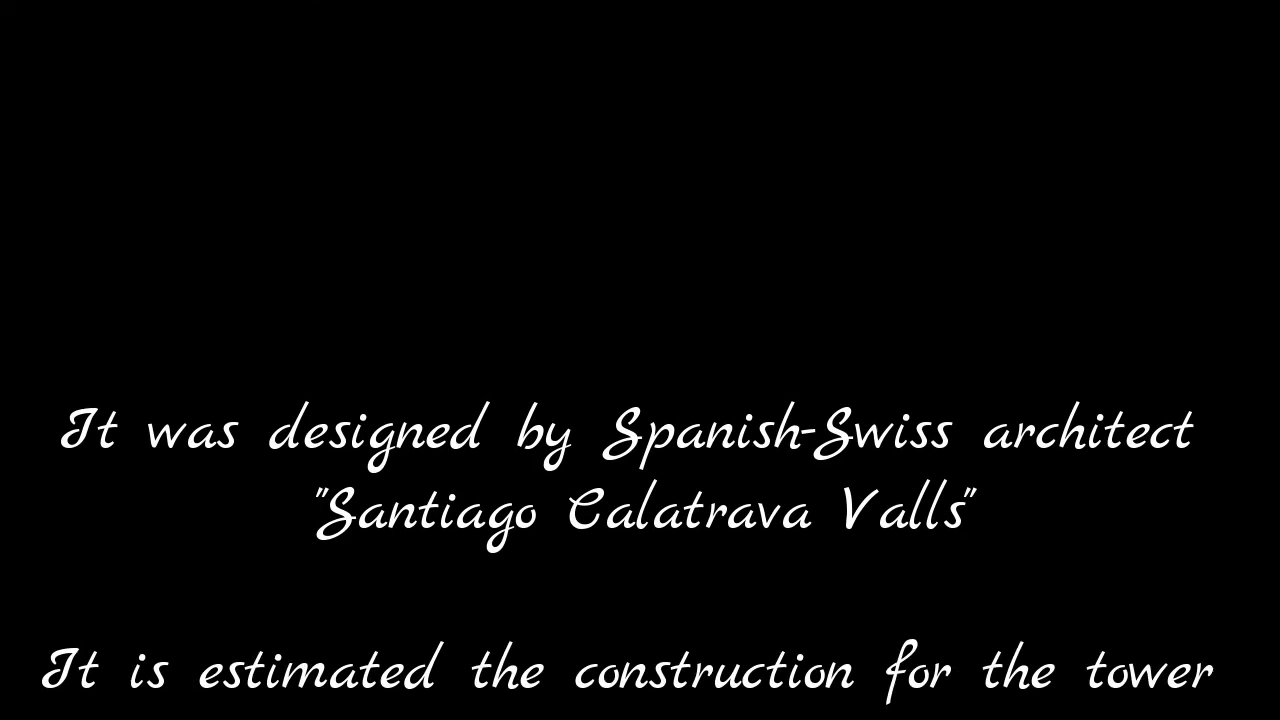 It was designed by Spanish-Swiss architect
"Santiago Calatrava Valls"
It is estimated the construction for the tower